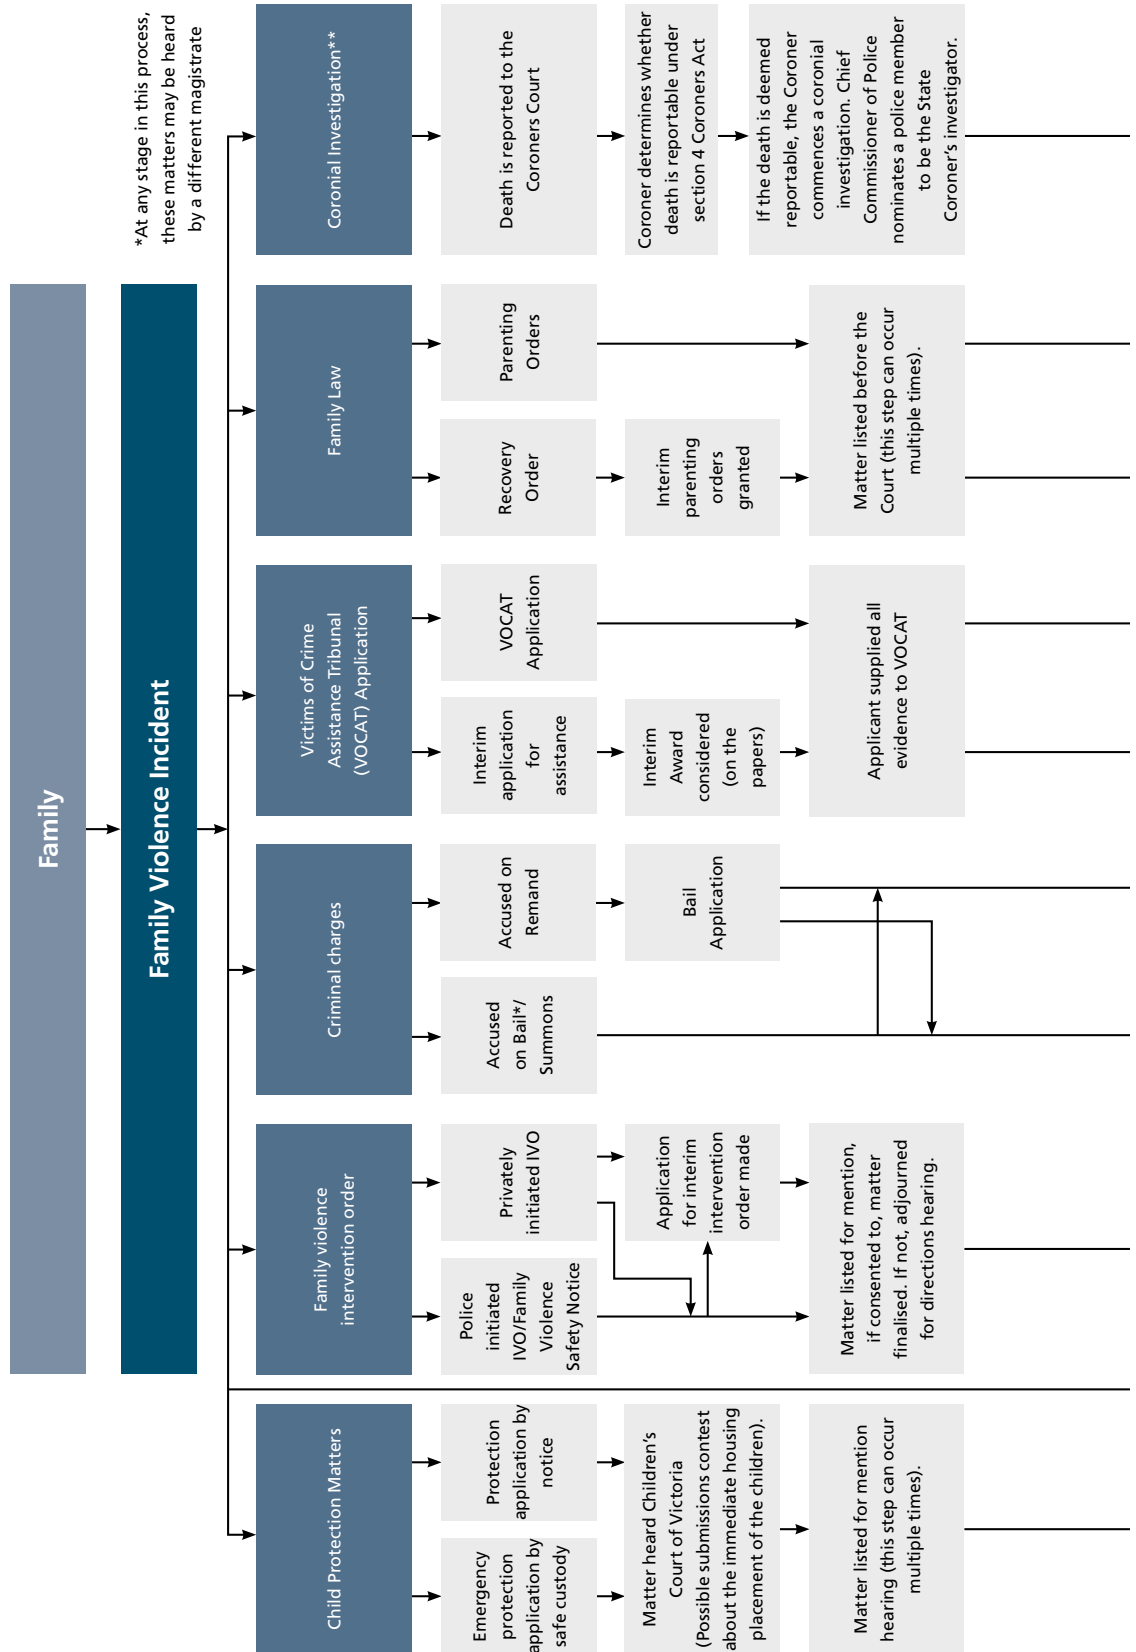 Family
Family Violence Incident
*At any stage in this process,
these matters may be heard
by a different magistrate
Child Protection Matters
Family violence
intervention order
Criminal charges
Victims of Crime
Assistance Tribunal
(VOCAT) Application
Family Law
Coronial Investigation**
Emergency
protection
application by
safe custody
Protection
application by
notice
Police
initiated
IVO/Family
Violence
Safety Notice
Privately
initiated IVO
Accused
on Bail*/
Summons
Accused on
Remand
Interim
application
for
assistance
VOCAT
Application
Recovery
Order
Parenting
Orders
Death is reported to the
Coroners Court
Matter heard Children's
Court of Victoria
(Possible submissions contest
about the immediate housing
placement of the children).
Application
for interim
intervention
order made
Bail
Application
Interim
Award
considered
(on the
papers)
Interim
parenting
orders
granted
Coroner determines whether
death is reportable under
section 4 Coroners Act
Matter listed for mention
hearing (this step can occur
multiple times).
Matter listed for mention,
if consented to, matter
finalised. If not, adjourned
for directions hearing.
Applicant supplied all
evidence to VOCAT
Matter listed before the
Court (this step can occur
multiple times).
If the death is deemed
reportable, the Coroner
commences a coronial
investigation. Chief
Commissioner of Police
nominates a police member
to be the State
Coroner's investigator.